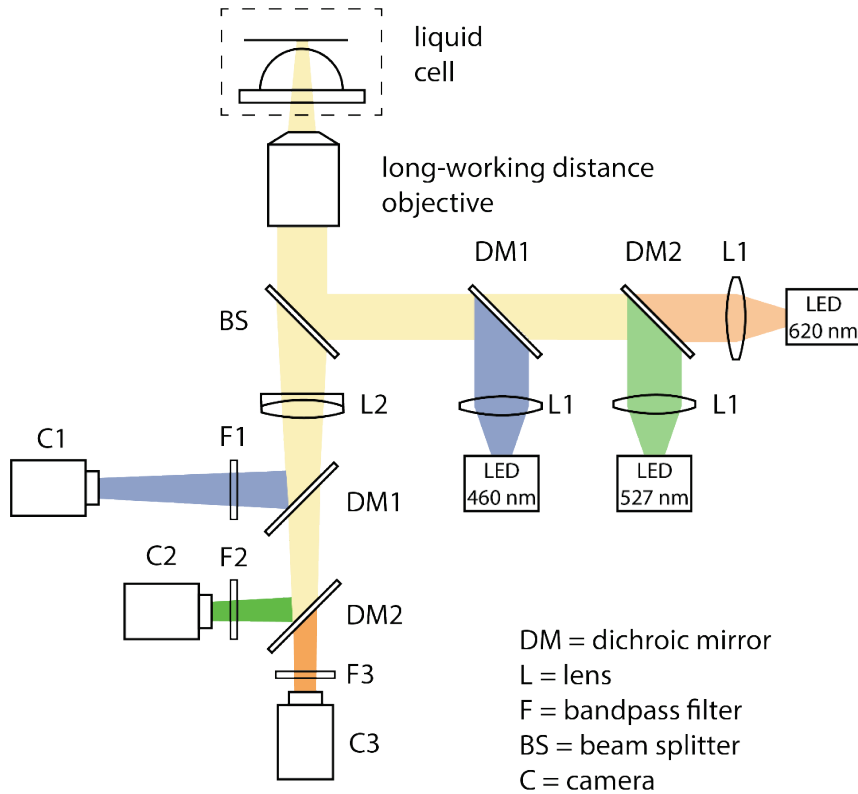 liquid
cell
long-working distance
objective
DM1
DM2
L1
BS
LED
620 nm
L2
L1
L1
C1
F1
LED
460 nm
LED
527 nm
DM1
C2
F2
DM2
F3
C3
DM = dichroic mirror
L = lens
F = bandpass filter
BS = beam splitter
C = camera